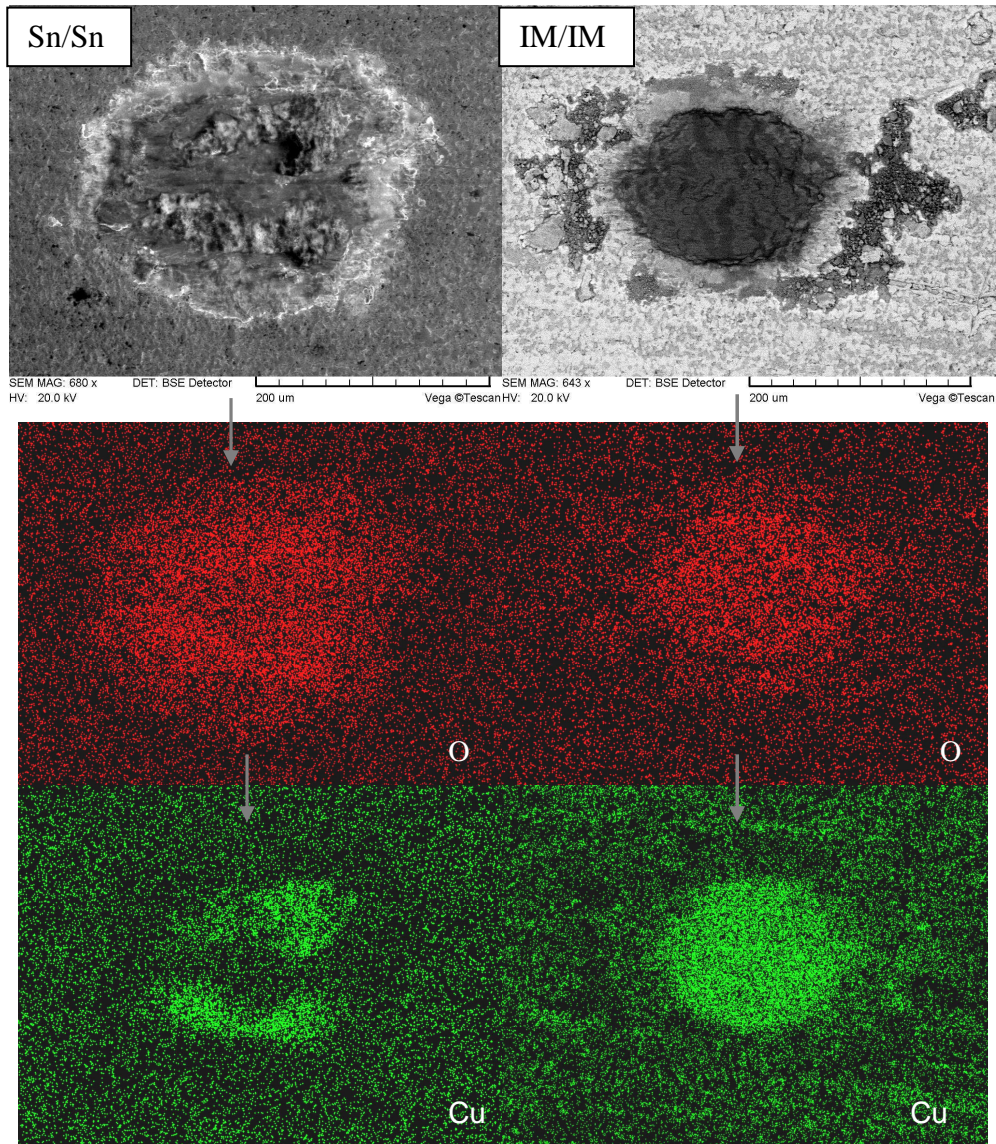 Sn/Sn
IM/IM
SEM MAG: 680 x DET: BSE Detector
HV: 20.0 kV 200 um Vega ©Tescan
SEM MAG: 643 x DET: BSE Detector
HV: 20.0 kV 200 um Vega ©Tescan
O
O
Cu
Cu